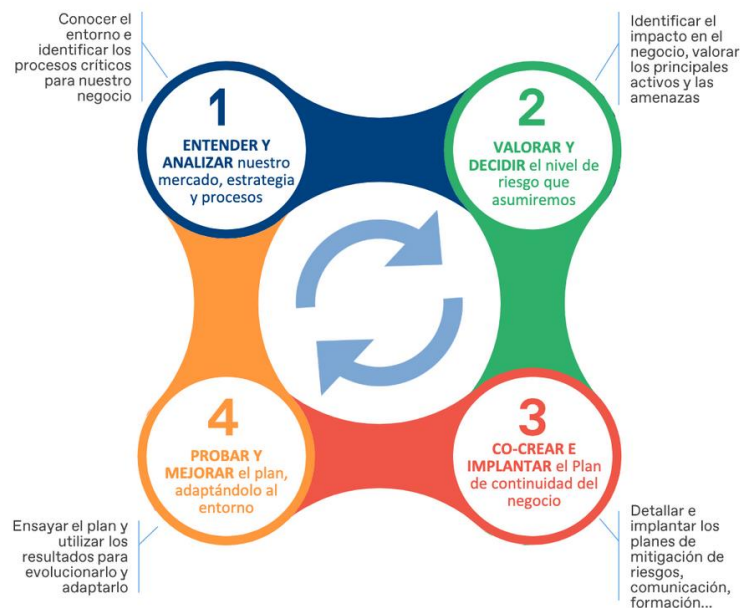 Conocer el
entorno e
identificar los
procesos críticos
para nuestro
negocio
1
ENTENDER Y
ANALIZAR nuestro
mercado, estrategia
y procesos
2
VALORAR Y
DECIDIR el nivel de
riesgo que
asumiremos
Identificar el
impacto en el
negocio, valorar
los principales
activos y las
amenazas
4
PROBAR Y
MEJORAR el plan,
adaptándolo al
entorno
Ensayar el plan y
utilizar los
resultados para
evolucionarlo y
adaptarlo
3
CO-CREAR E
IMPLANTAR el Plan
de continuidad del
negocio
Detallar e
implantar los
planes de
mitigación de
riesgos,
comunicación,
formación...